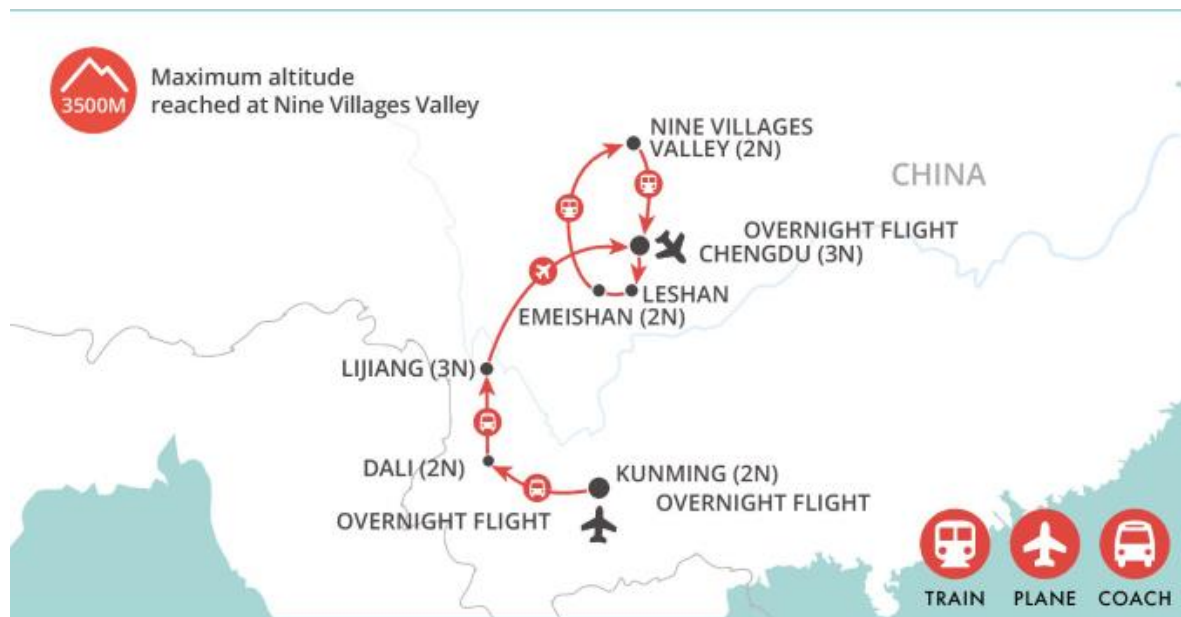 3500M
Maximum altitude
reached at Nine Villages Valley
NINE VILLAGES
VALLEY (2N)
CHINA
OVERNIGHT FLIGHT
CHENGDU (3N)
LESHAN
EMEISHAN (2N)
LIJIANG (3N)
DALI (2N)
KUNMING (2N)
OVERNIGHT FLIGHT
OVERNIGHT FLIGHT
TRAIN
PLANE
COACH